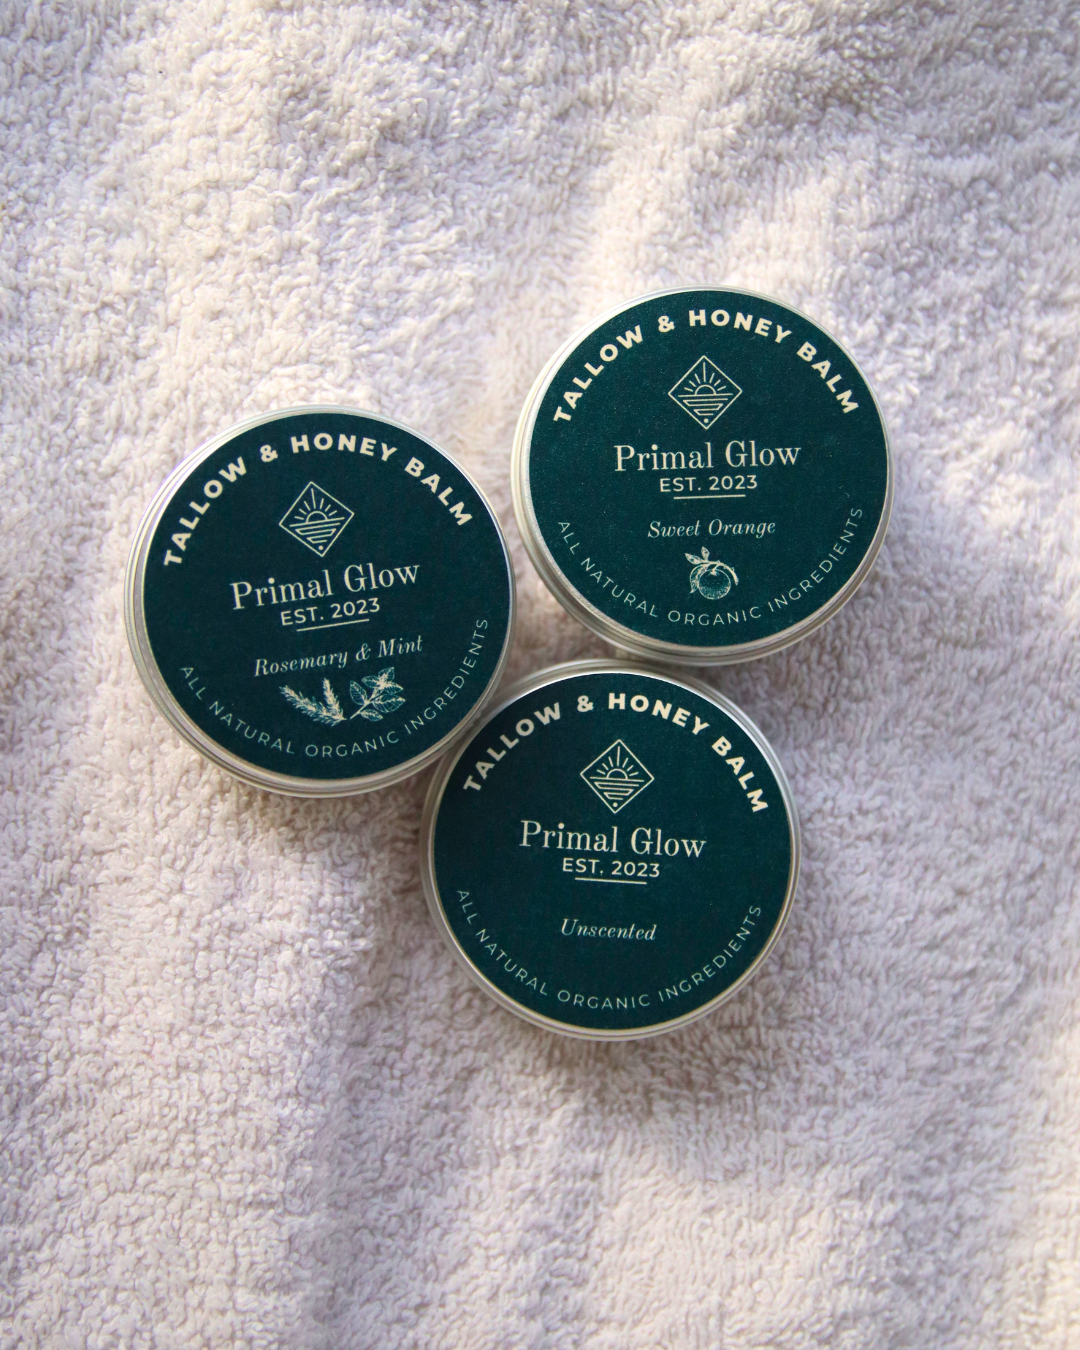 TALLOW & HONEY BALM
Primal Glow
EST. 2023
Rosemary & Mint
ALL NATURAL ORGANIC INGREDIENTS
TALLOW & HONEY BALM
Primal Glow
EST. 2023
Sweet Orange
ALL NATURAL ORGANIC INGREDIENTS
TALLOW & HONEY BALM
Primal Glow
EST. 2023
Unscented
ALL NATURAL ORGANIC INGREDIENTS